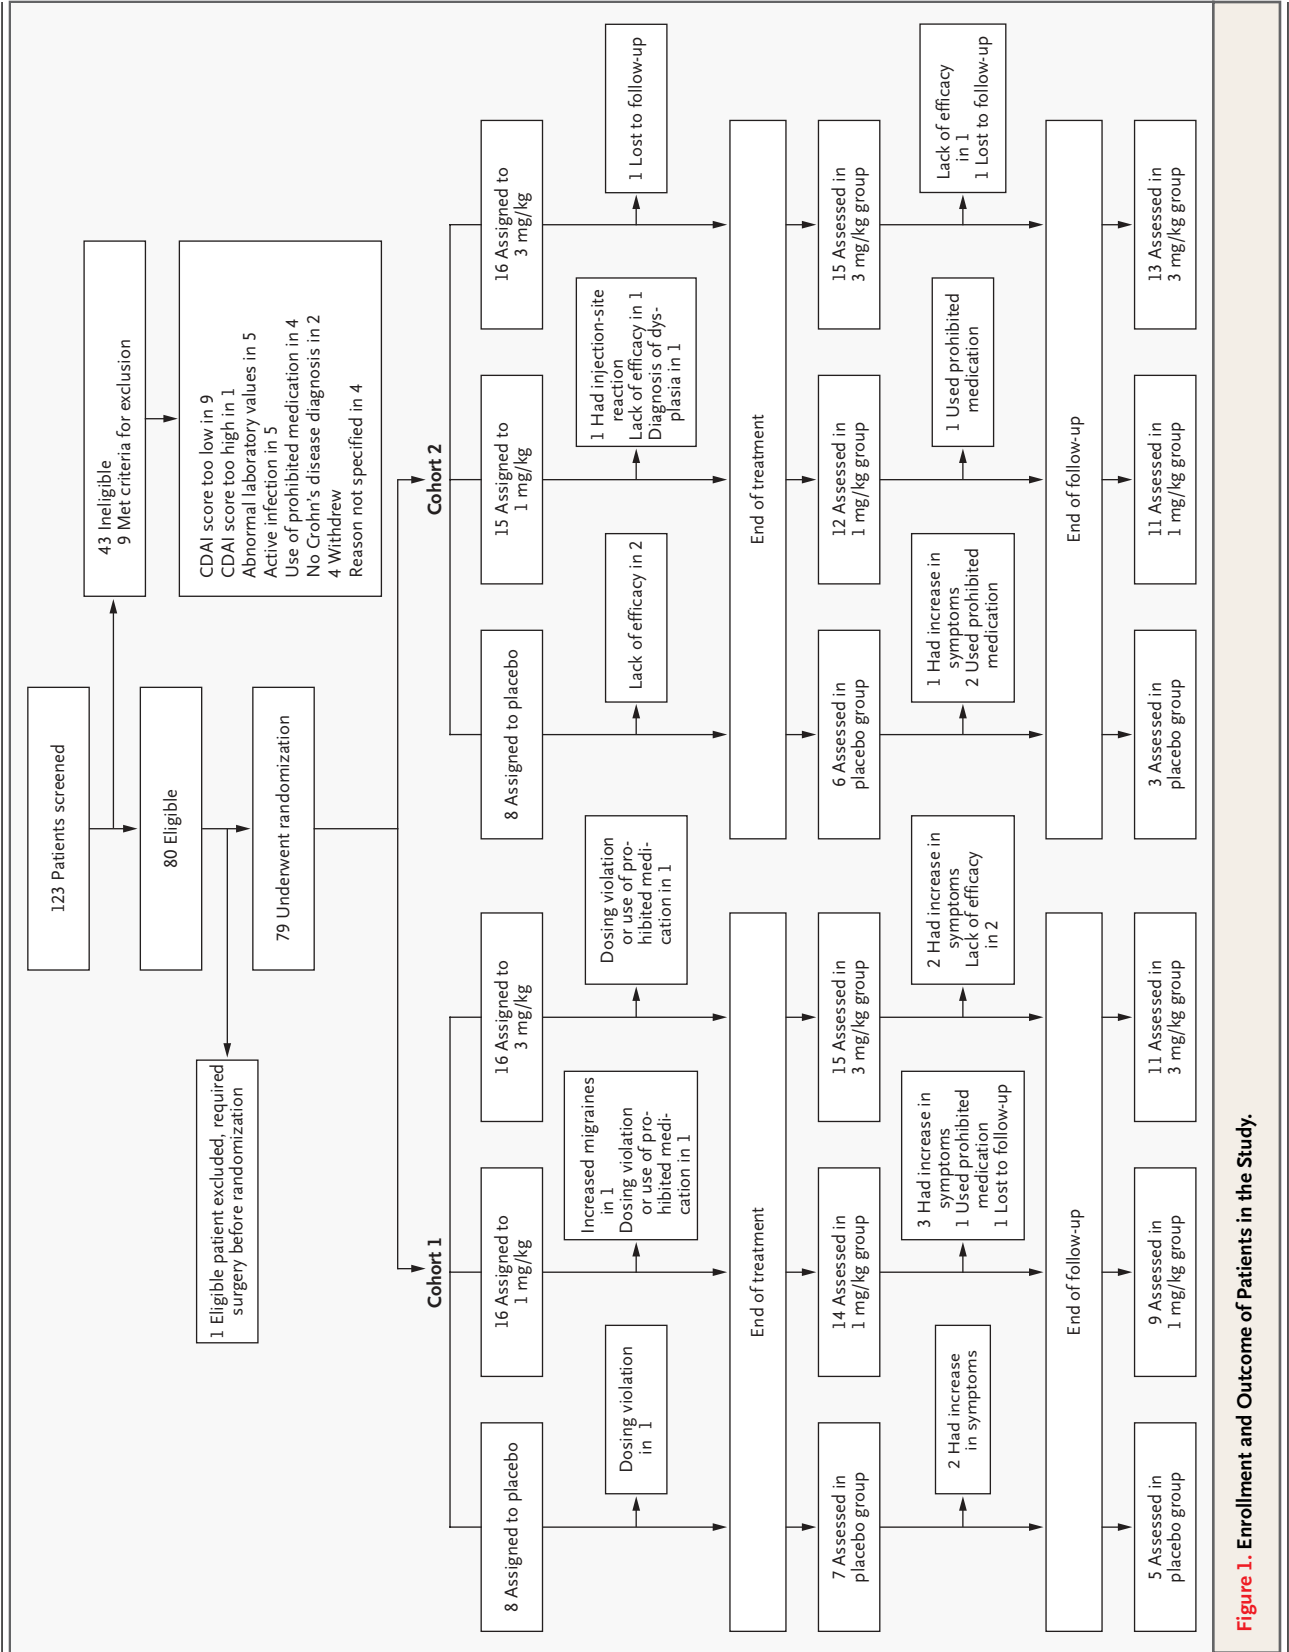 123 Patients screened
43 Ineligible
9 Met criteria for exclusion
80 Eligible
CDAI score too low in 9
CDAI score too high in 1
Abnormal laboratory values in 5
Active infection in 5
Use of prohibited medication in 4
No Crohn's disease diagnosis in 2
4 Withdrew
Reason not specified in 4
1 Eligible patient excluded, required
surgery before randomization
79 Underwent randomization
Cohort 1
Cohort 2
8 Assigned to placebo
16 Assigned to
1 mg/kg
16 Assigned to
3 mg/kg
8 Assigned to placebo
15 Assigned to
1 mg/kg
16 Assigned to
3 mg/kg
Dosing violation
in 1
Increased migraines
in 1
Dosing violation
or use of pro-
hibited medi-
cation in 1
Dosing violation
or use of pro-
hibited medi-
cation in 1
Lack of efficacy in 2
1 Had injection-site
reaction
Lack of efficacy in 1
Diagnosis of dys-
plasia in 1
1 Lost to follow-up
End of treatment
End of treatment
7 Assessed in
placebo group
14 Assessed in
1 mg/kg group
15 Assessed in
3 mg/kg group
6 Assessed in
placebo group
12 Assessed in
1 mg/kg group
15 Assessed in
3 mg/kg group
2 Had increase
in symptoms
3 Had increase in
symptoms
1 Used prohibited
medication
1 Lost to follow-up
2 Had increase in
symptoms
Lack of efficacy
in 2
1 Had increase in
symptoms
2 Used prohibited
medication
1 Used prohibited
medication
Lack of efficacy
in 1
1 Lost to follow-up
End of follow-up
End of follow-up
5 Assessed in
placebo group
9 Assessed in
1 mg/kg group
11 Assessed in
3 mg/kg group
3 Assessed in
placebo group
11 Assessed in
1 mg/kg group
13 Assessed in
3 mg/kg group
Figure 1. Enrollment and Outcome of Patients in the Study.